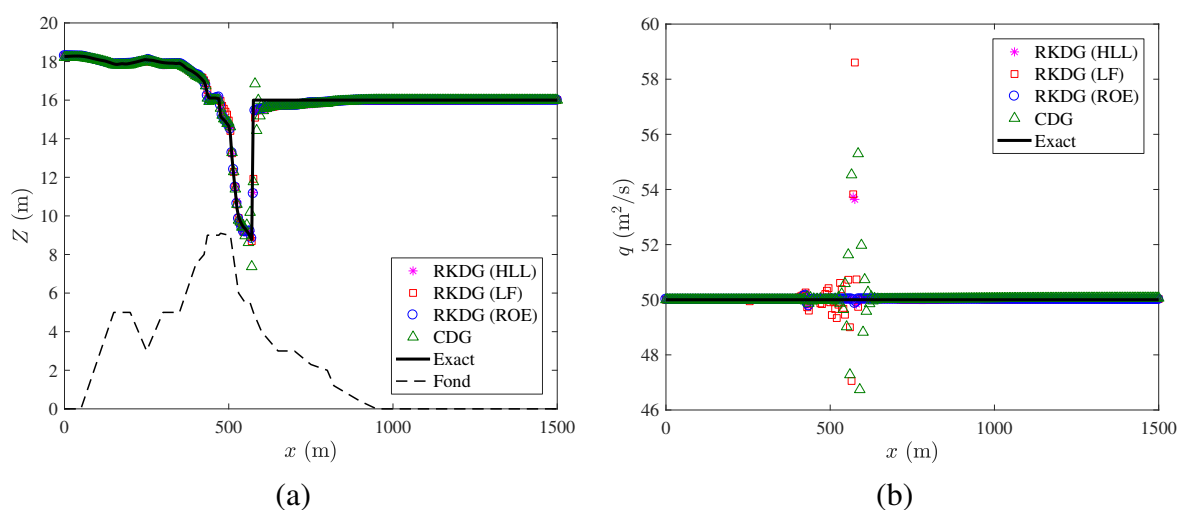 20
18
16
14
12
10
8
6
4
2
0
Z (m)
0
500
1000
1500
x (m)
RKDG (HLL)
RKDG (LF)
RKDG (ROE)
CDG
Exact
Fond
(a)
60
58
56
54
52
50
48
46
q (m²/s)
0
500
1000
1500
x (m)
RKDG (HLL)
RKDG (LF)
RKDG (ROE)
CDG
Exact
(b)